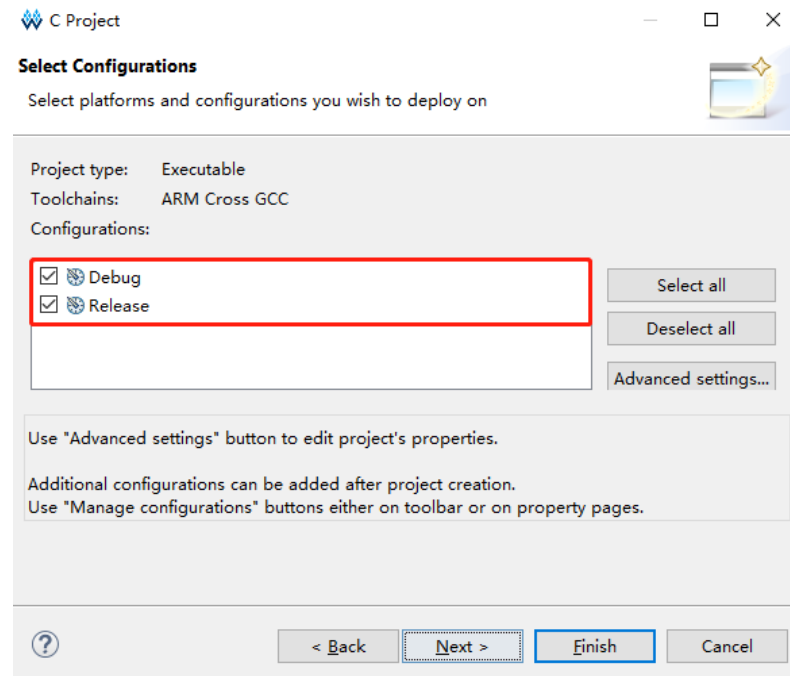 C Project
Select Configurations
Select platforms and configurations you wish to deploy on
Project type: Executable
Toolchains: ARM Cross GCC
Configurations:
Debug
Release
Select all
Deselect all
Advanced settings...
Use "Advanced settings" button to edit project's properties.
Additional configurations can be added after project creation.
Use "Manage configurations" buttons either on toolbar or on property pages.
?
< Back
Next >
Finish
Cancel